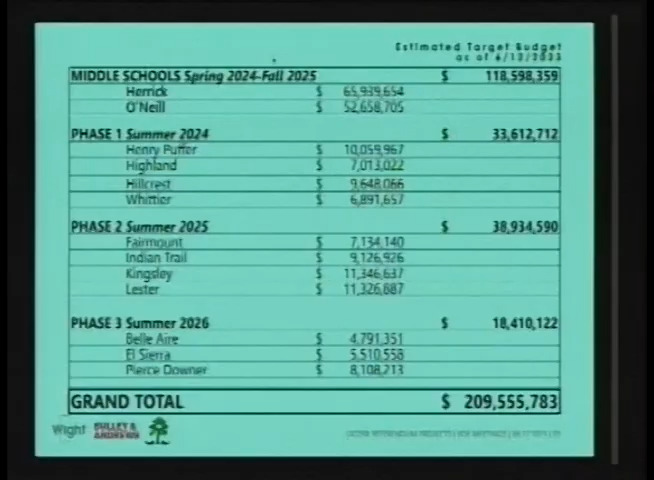 Estimated Target Budget
as of 6/12/2023
MIDDLE SCHOOLS Spring 2024-Fall 2025 $ 118,598,359
Herrick $ 65,939,654
O'Neill $ 52,658,705
PHASE 1 Summer 2024 $ 33,612,712
Henry Puffer $ 10,059,967
Highland $ 7,013,022
Hillcrest $ 9,648,066
Whittier $ 6,891,657
PHASE 2 Summer 2025 $ 38,934,590
Fairmount $ 7,134,140
Indian Trail $ 9,126,926
Kingsley $ 11,346,637
Lester $ 11,326,887
PHASE 3 Summer 2026 $ 18,410,122
Belle Aire $ 4,791,351
El Sierra $ 5,510,558
Pierce Downer $ 8,108,213
GRAND TOTAL $ 209,555,783
Wight BULLEY &
ANDREWS